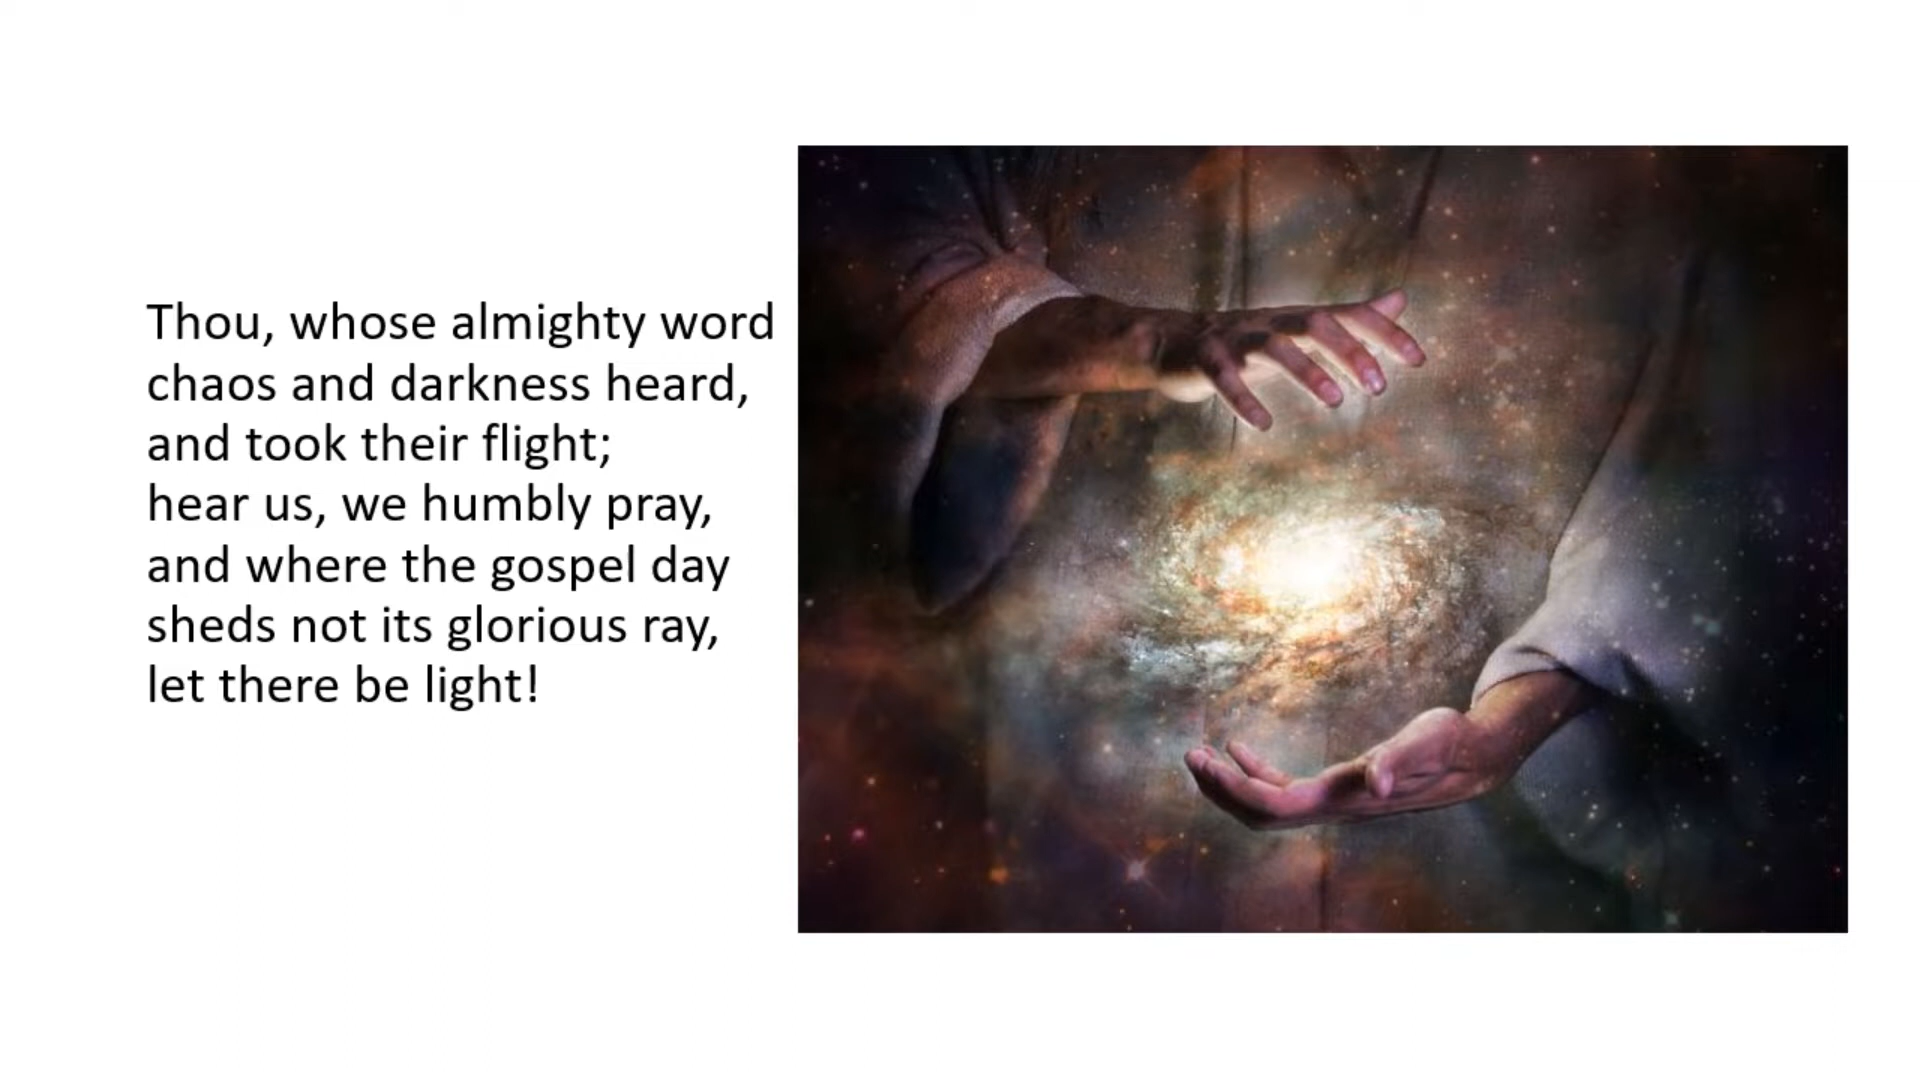 Thou, whose almighty word
chaos and darkness heard,
and took their flight;
hear us, we humbly pray,
and where the gospel day
sheds not its glorious ray,
let there be light!